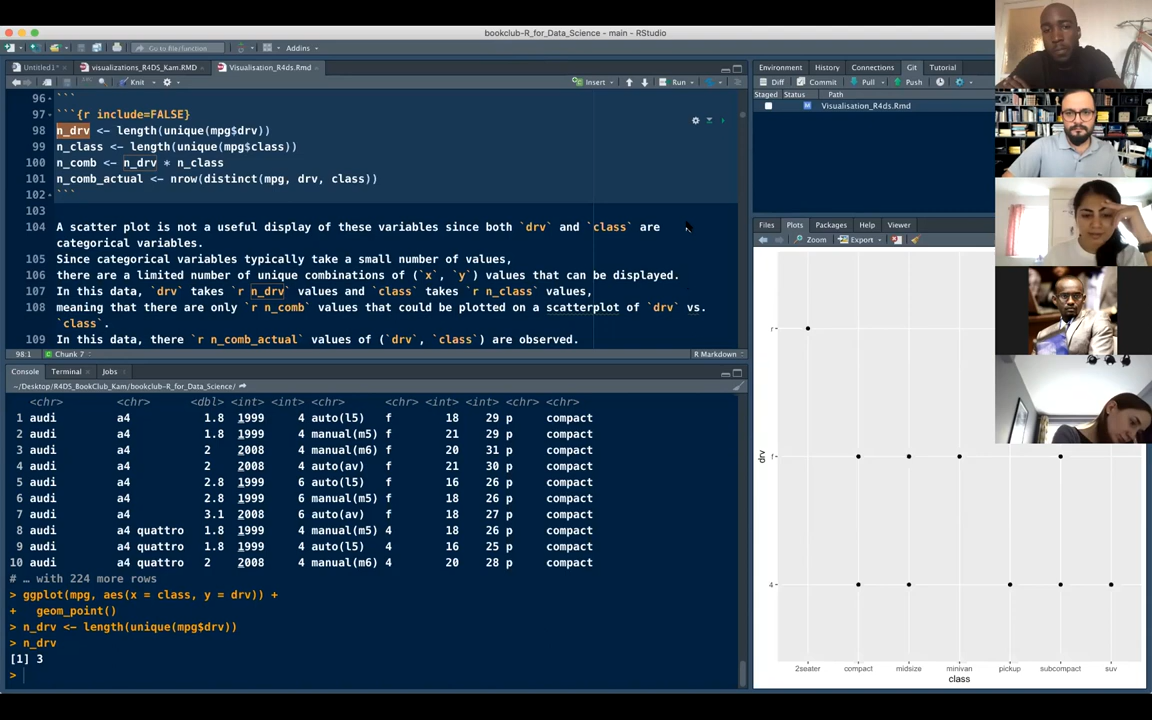 bookclub-R_for_Data_Science - main - RStudio
Go to file/function
Addins
Untitled1*
visualizations_R4DS_Kam.RMD
Visualisation_R4ds.Rmd
Knit
Insert
Run
96 ```
97 ```{r include=FALSE}
98 n_drv <- length(unique(mpg$drv))
99 n_class <- length(unique(mpg$class))
100 n_comb <- n_drv * n_class
101 n_comb_actual <- nrow(distinct(mpg, drv, class))
102 ```
103
104 A scatter plot is not a useful display of these variables since both `drv` and `class` are
categorical variables.
105 Since categorical variables typically take a small number of values,
106 there are a limited number of unique combinations of (`x`, `y`) values that can be displayed.
107 In this data, `drv` takes `r n_drv` values and `class` takes `r n_class` values,
108 meaning that there are only `r n_comb` values that could be plotted on a scatterplot of `drv` vs.
`class`.
109 In this data, there `r n_comb_actual` values of (`drv`, `class`) are observed.
98:1 Chunk 7 R Markdown
Console Terminal Jobs
~/Desktop/R4DS_BookClub_Kam/bookclub-R_for_Data_Science/
<chr> <chr> <dbl> <int> <int> <chr> <chr> <int> <int> <chr> <chr>
1 audi a4 1.8 1999 4 auto(l5) f 18 29 p compact
2 audi a4 1.8 1999 4 manual(m5) f 21 29 p compact
3 audi a4 2 2008 4 manual(m6) f 20 31 p compact
4 audi a4 2 2008 4 auto(av) f 21 30 p compact
5 audi a4 2.8 1999 6 auto(l5) f 16 26 p compact
6 audi a4 2.8 1999 6 manual(m5) f 18 26 p compact
7 audi a4 3.1 2008 6 auto(av) f 18 27 p compact
8 audi a4 quattro 1.8 1999 4 manual(m5) 4 18 26 p compact
9 audi a4 quattro 1.8 1999 4 auto(l5) 4 16 25 p compact
10 audi a4 quattro 2 2008 4 manual(m6) 4 20 28 p compact
# … with 224 more rows
> ggplot(mpg, aes(x = class, y = drv)) +
+ geom_point()
> n_drv <- length(unique(mpg$drv))
> n_drv
[1] 3
>
Environment History Connections Git Tutorial
Diff Commit Pull Push
Staged Status Path
M Visualisation_R4ds.Rmd
Files Plots Packages Help Viewer
Zoom Export
r
f
4
drv
2seater compact midsize minivan pickup subcompact suv
class